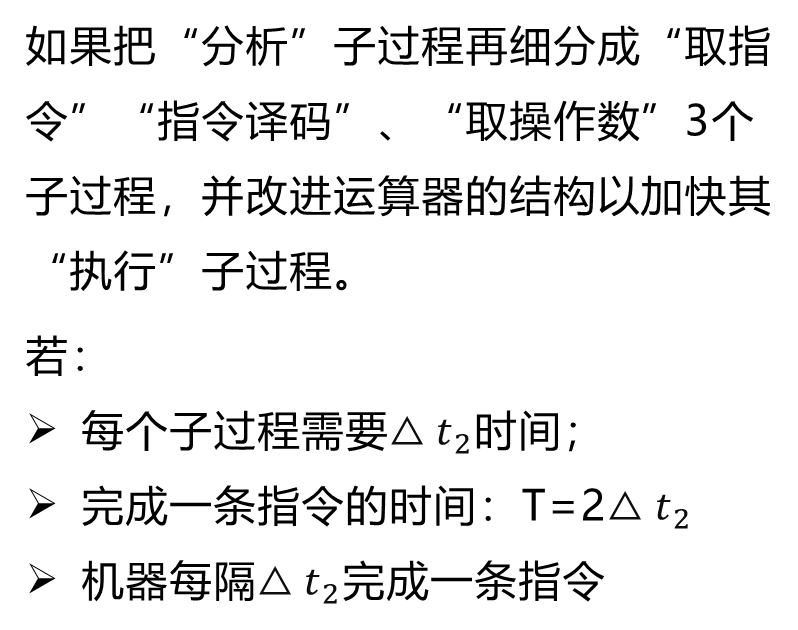 如果把“分析”子过程再细分成“取指
令”“指令译码”、“取操作数”3个
子过程，并改进运算器的结构以加快其
“执行”子过程。
若：
➢ 每个子过程需要△ t₂时间；
➢ 完成一条指令的时间：T=2△ t₂
➢ 机器每隔△ t₂完成一条指令